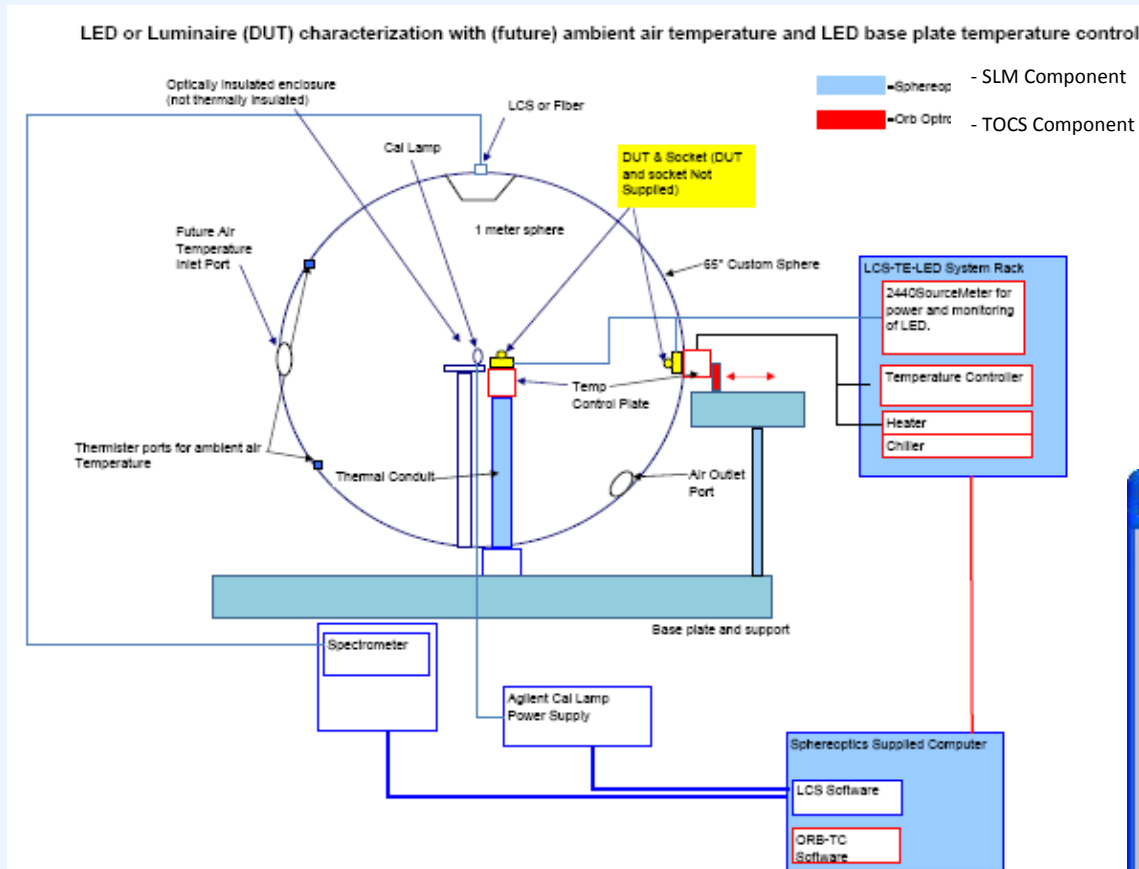 LED or Luminaire (DUT) characterization with (future) ambient air temperature and LED base plate temperature control
Optically insulated enclosure
(not thermally insulated)
LCS or Fiber
Cal Lamp
=Sphereop
- SLM Component
=Orb Optro
- TOCS Component
DUT & Socket (DUT
and socket Not
Supplied)
1 meter sphere
Future Air
Temperature
Inlet Port
65" Custom Sphere
LCS-TE-LED System Rack
2440SourceMeter for
power and monitoring
of LED.
Temperature Controller
Heater
Chiller
Temp
Control Plate
Thermister ports for ambient air
Temperature
Thermal Conduit
Air Outlet
Port
Base plate and support
Spectrometer
Agilent Cal Lamp
Power Supply
Sphereoptics Supplied Computer
LCS Software
ORB-TC
Software